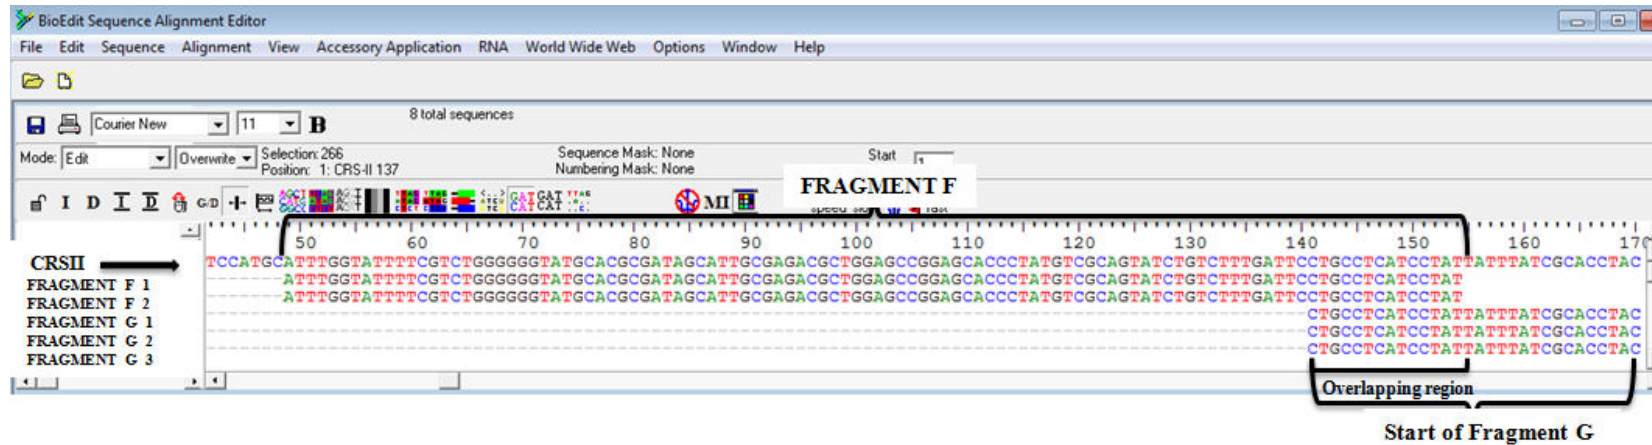 BioEdit Sequence Alignment Editor
File Edit Sequence Alignment View Accessory Application RNA World Wide Web Options Window Help
Courier New 11 B 8 total sequences
Mode: Edit Overwrite Selection: 266 Sequence Mask: None Start
Position: 1: CRS-II 137 Numbering Mask: None
FRAGMENT F
I D I D G/D MI
50 60 70 80 90 100 110 120 130 140 150 160 170
CRSII TCCATGCATTTGGTATTTTCGTCTGGGGGGTATGCACGCGATAGCATTGCGAGACGCTGGAGCCGGAGCACCCTATGTCGCAGTATCTGTCTTTGATTCCTGCCTCATCCTATTATTTATCGCACCTAC
FRAGMENT F 1 ATTTGGTATTTTCGTCTGGGGGGTATGCACGCGATAGCATTGCGAGACGCTGGAGCCGGAGCACCCTATGTCGCAGTATCTGTCTTTGATTCCTGCCTCATCCTAT
FRAGMENT F 2 ATTTGGTATTTTCGTCTGGGGGGTATGCACGCGATAGCATTGCGAGACGCTGGAGCCGGAGCACCCTATGTCGCAGTATCTGTCTTTGATTCCTGCCTCATCCTAT
FRAGMENT G 1 CTGCCTCATCCTATTATTTATCGCACCTAC
FRAGMENT G 2 CTGCCTCATCCTATTATTTATCGCACCTAC
FRAGMENT G 3 CTGCCTCATCCTATTATTTATCGCACCTAC
Overlapping region
Start of Fragment G